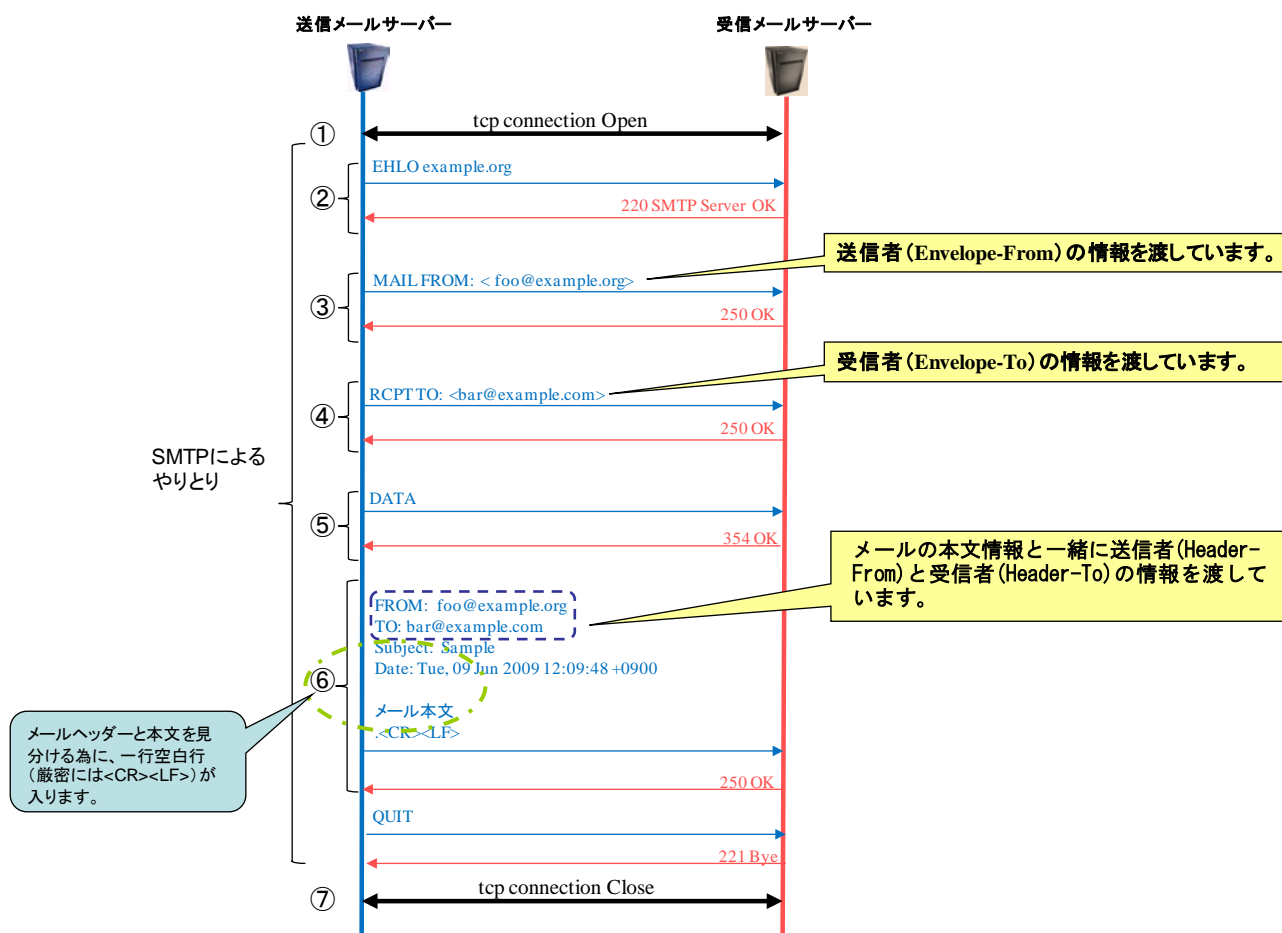 送信メールサーバー
受信メールサーバー
①
tcp connection Open
②
EHLO example.org
220 SMTP Server OK
送信者(Envelope-From)の情報を渡しています。
③
MAIL FROM: < foo@example.org>
250 OK
受信者(Envelope-To)の情報を渡しています。
④
RCPT TO: <bar@example.com>
250 OK
SMTPによる
やりとり
⑤
DATA
354 OK
メールの本文情報と一緒に送信者(Header-
From)と受信者(Header-To)の情報を渡して
います。
⑥
FROM: foo@example.org
TO: bar@example.com
Subject: Sample
Date: Tue, 09 Jun 2009 12:09:48 +0900
メール本文
.<CR><LF>
メールヘッダーと本文を見
分ける為に、一行空白行
(厳密には<CR><LF>)が
入ります。
250 OK
QUIT
221 Bye
⑦
tcp connection Close